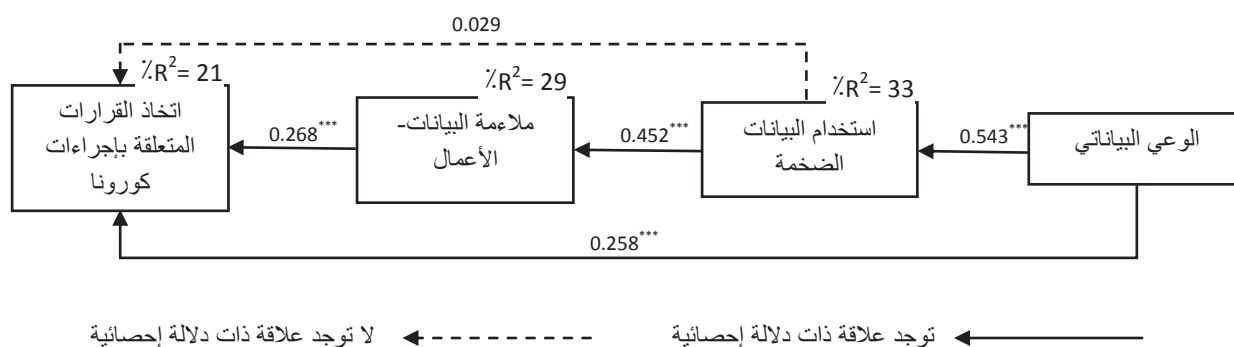 0.029
٪R²= 33
٪R²= 29
٪R²= 21
الوعي البياناتي
0.543***
استخدام البيانات
الضخمة
0.452***
ملاءمة البيانات-
الأعمال
0.268***
اتخاذ القرارات
المتعلقة بإجراءات
كورونا
0.258***
توجد علاقة ذات دلالة إحصائية
لا توجد علاقة ذات دلالة إحصائية